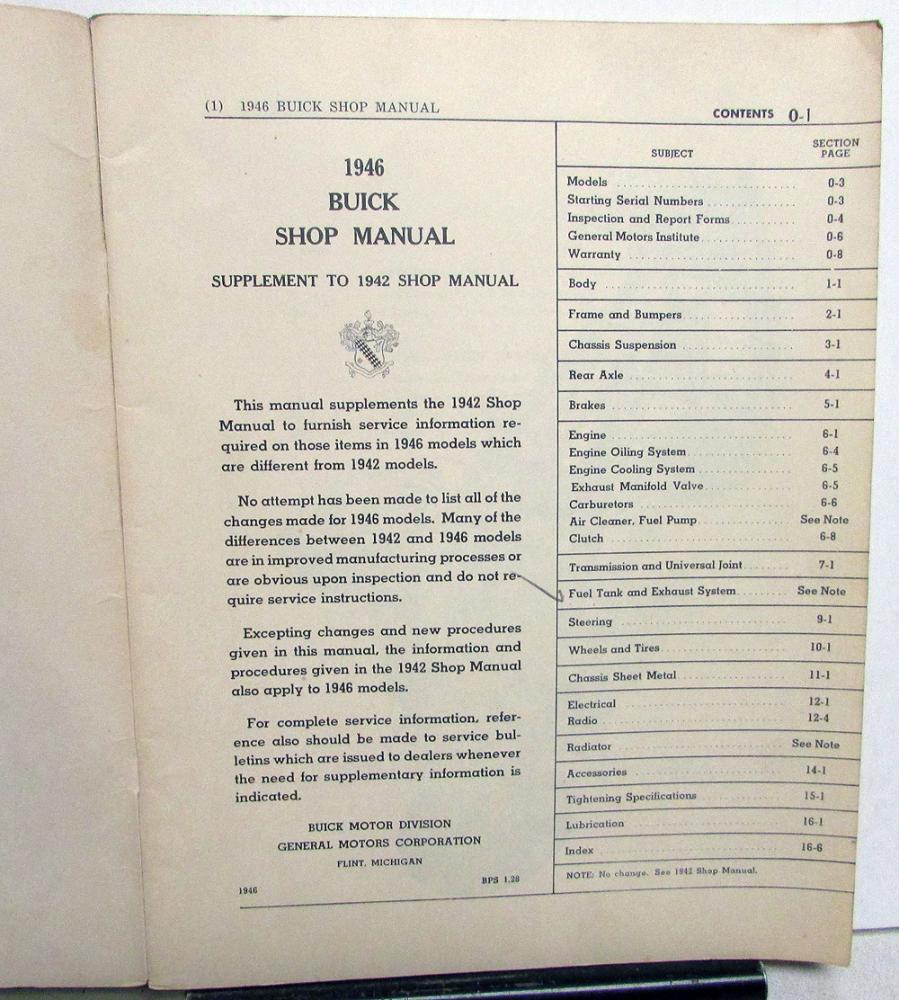 (1) 1946 BUICK SHOP MANUAL
CONTENTS 0-1
1946
BUICK
SHOP MANUAL
SUPPLEMENT TO 1942 SHOP MANUAL
This manual supplements the 1942 Shop
Manual to furnish service information re-
quired on those items in 1946 models which
are different from 1942 models.
No attempt has been made to list all of the
changes made for 1946 models. Many of the
differences between 1942 and 1946 models
are in improved manufacturing processes or
are obvious upon inspection and do not re-
quire service instructions.
Excepting changes and new procedures
given in this manual, the information and
procedures given in the 1942 Shop Manual
also apply to 1946 models.
For complete service information, refer-
ence also should be made to service bul-
letins which are issued to dealers whenever
the need for supplementary information is
indicated.
BUICK MOTOR DIVISION
GENERAL MOTORS CORPORATION
FLINT, MICHIGAN
1946
BPS 1.28
SUBJECT SECTION PAGE
Models 0-3
Starting Serial Numbers 0-3
Inspection and Report Forms 0-4
General Motors Institute 0-6
Warranty 0-8
Body 1-1
Frame and Bumpers 2-1
Chassis Suspension 3-1
Rear Axle 4-1
Brakes 5-1
Engine 6-1
Engine Oiling System 6-4
Engine Cooling System 6-5
Exhaust Manifold Valve 6-5
Carburetors 6-6
Air Cleaner, Fuel Pump See Note
Clutch 6-8
Transmission and Universal Joint 7-1
Fuel Tank and Exhaust System See Note
Steering 9-1
Wheels and Tires 10-1
Chassis Sheet Metal 11-1
Electrical 12-1
Radio 12-4
Radiator See Note
Accessories 14-1
Tightening Specifications 15-1
Lubrication 16-1
Index 16-6
NOTE: No change. See 1942 Shop Manual.